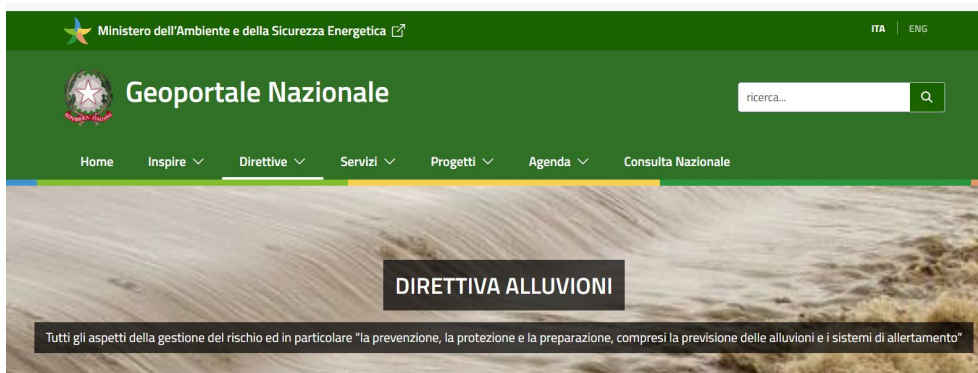 Ministero dell'Ambiente e della Sicurezza Energetica
ITA ENG
Geoportale Nazionale
ricerca...
Home Inspire Direttive Servizi Progetti Agenda Consulta Nazionale
DIRETTIVA ALLUVIONI
Tutti gli aspetti della gestione del rischio ed in particolare "la prevenzione, la protezione e la preparazione, compresi la previsione delle alluvioni e i sistemi di allertamento"